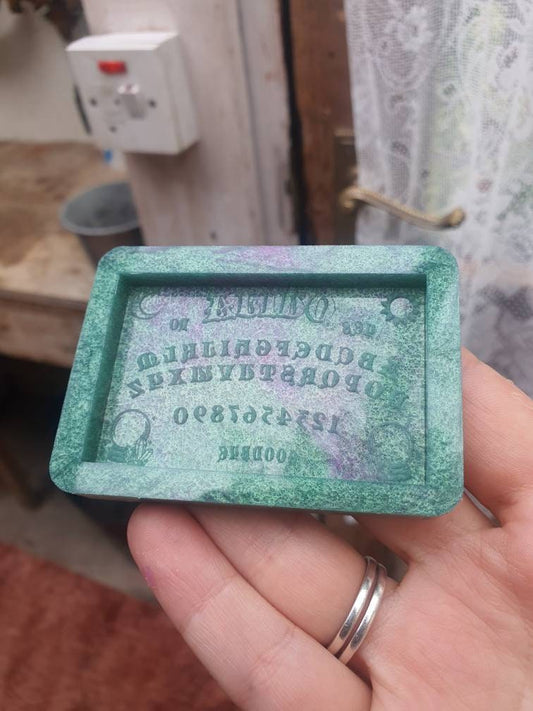 OUIJA
YES NO
ABCDEFGHIJKLM
NOPQRSTUVWXYZ
1234567890
GOODBYE